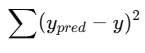 ∑(y_pred − y)²